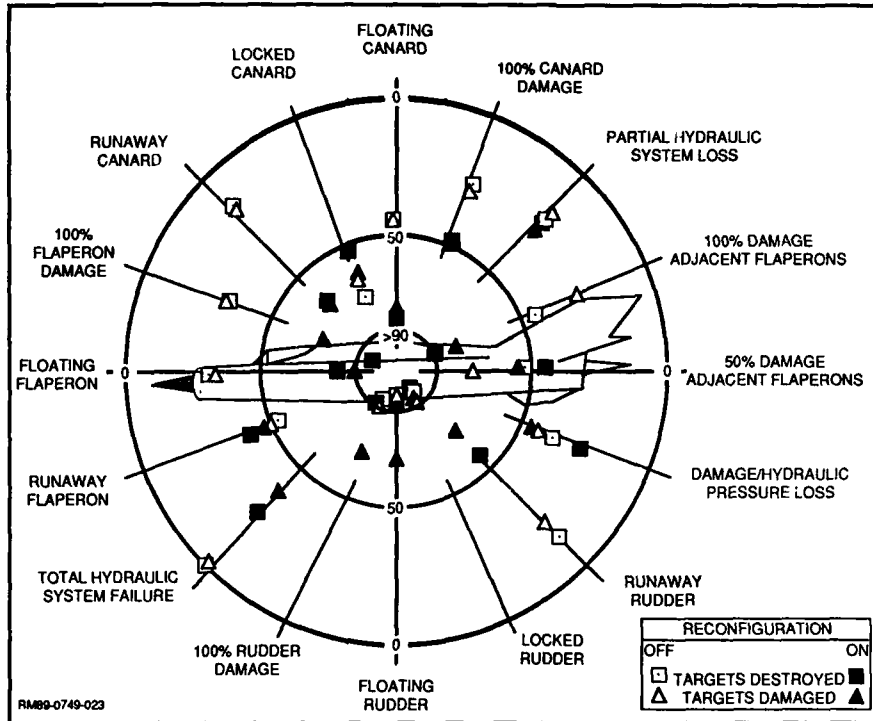 FLOATING
CANARD
LOCKED
CANARD
100% CANARD
DAMAGE
RUNAWAY
CANARD
PARTIAL HYDRAULIC
SYSTEM LOSS
100%
FLAPERON
DAMAGE
100% DAMAGE
ADJACENT FLAPERONS
FLOATING
FLAPERON
50% DAMAGE
ADJACENT FLAPERONS
RUNAWAY
FLAPERON
DAMAGE/HYDRAULIC
PRESSURE LOSS
TOTAL HYDRAULIC
SYSTEM FAILURE
RUNAWAY
RUDDER
100% RUDDER
DAMAGE
LOCKED
RUDDER
FLOATING
RUDDER
0
50
>90
0
0
50
0
RECONFIGURATION
OFF ON
TARGETS DESTROYED
TARGETS DAMAGED
RM89-0749-023